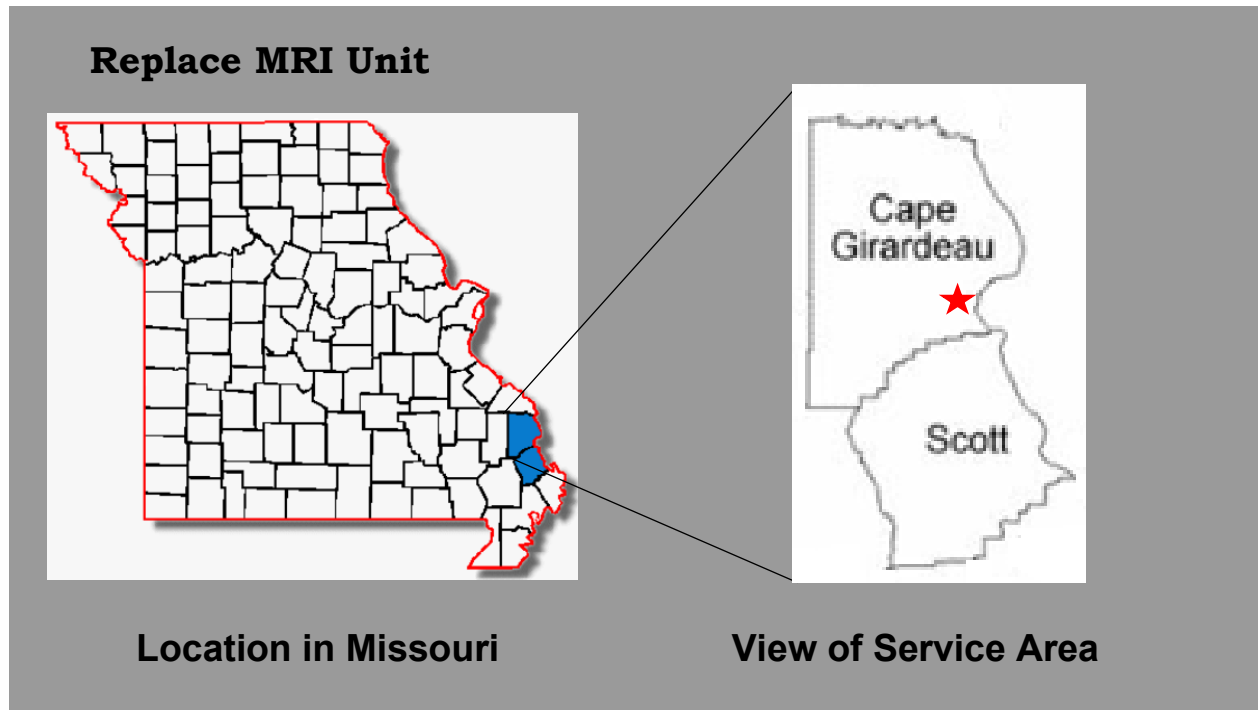 Replace MRI Unit
Cape
Girardeau
Scott
Location in Missouri
View of Service Area